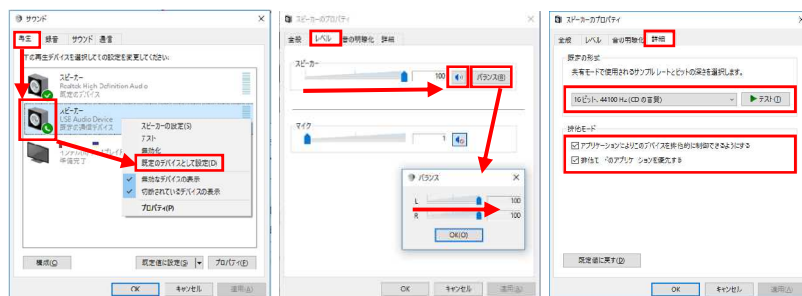 サウンド
再生 録音 サウンド 通信
下の再生デバイスを選択してその設定を変更してください:
スピーカー
Realtek High Definition Audio
既定のデバイス
スピーカー
USB Audio Device
既定の通信デバイス
準備完了
スピーカーの設定(S)
テスト
無効化
既定のデバイスとして設定(D)
無効なデバイスの表示
切断されているデバイスの表示
プロパティ(P)
構成(C)
既定値に設定(S)
プロパティ(P)
OK
キャンセル
適用(A)
スピーカーのプロパティ
全般 レベル 音の明瞭化 詳細
スピーカー
100
バランス(B)
マイク
1
バランス
L
100
R
100
OK(O)
OK
キャンセル
適用(A)
スピーカーのプロパティ
全般 レベル 音の明瞭化 詳細
既定の形式
共有モードで使用されるサンプル レートとビットの深さを選択します。
16 ビット、44100 Hz (CD の音質)
テスト(T)
排他モード
アプリケーションによりこのデバイスを排他的に制御できるようにする
のアプリケーションを優先する
既定値に戻す(D)
OK
キャンセル
適用(A)